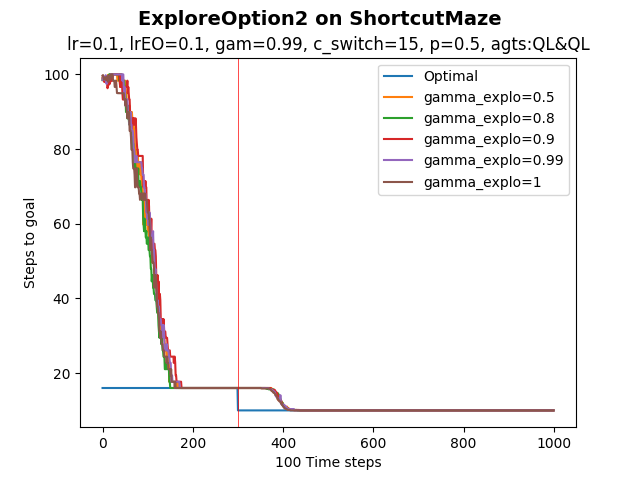 ExploreOption2 on ShortcutMaze
lr=0.1, lrEO=0.1, gam=0.99, c_switch=15, p=0.5, agts:QL&QL
100
80
60
40
20
Steps to goal
Optimal
gamma_explo=0.5
gamma_explo=0.8
gamma_explo=0.9
gamma_explo=0.99
gamma_explo=1
0
200
400
600
800
1000
100 Time steps